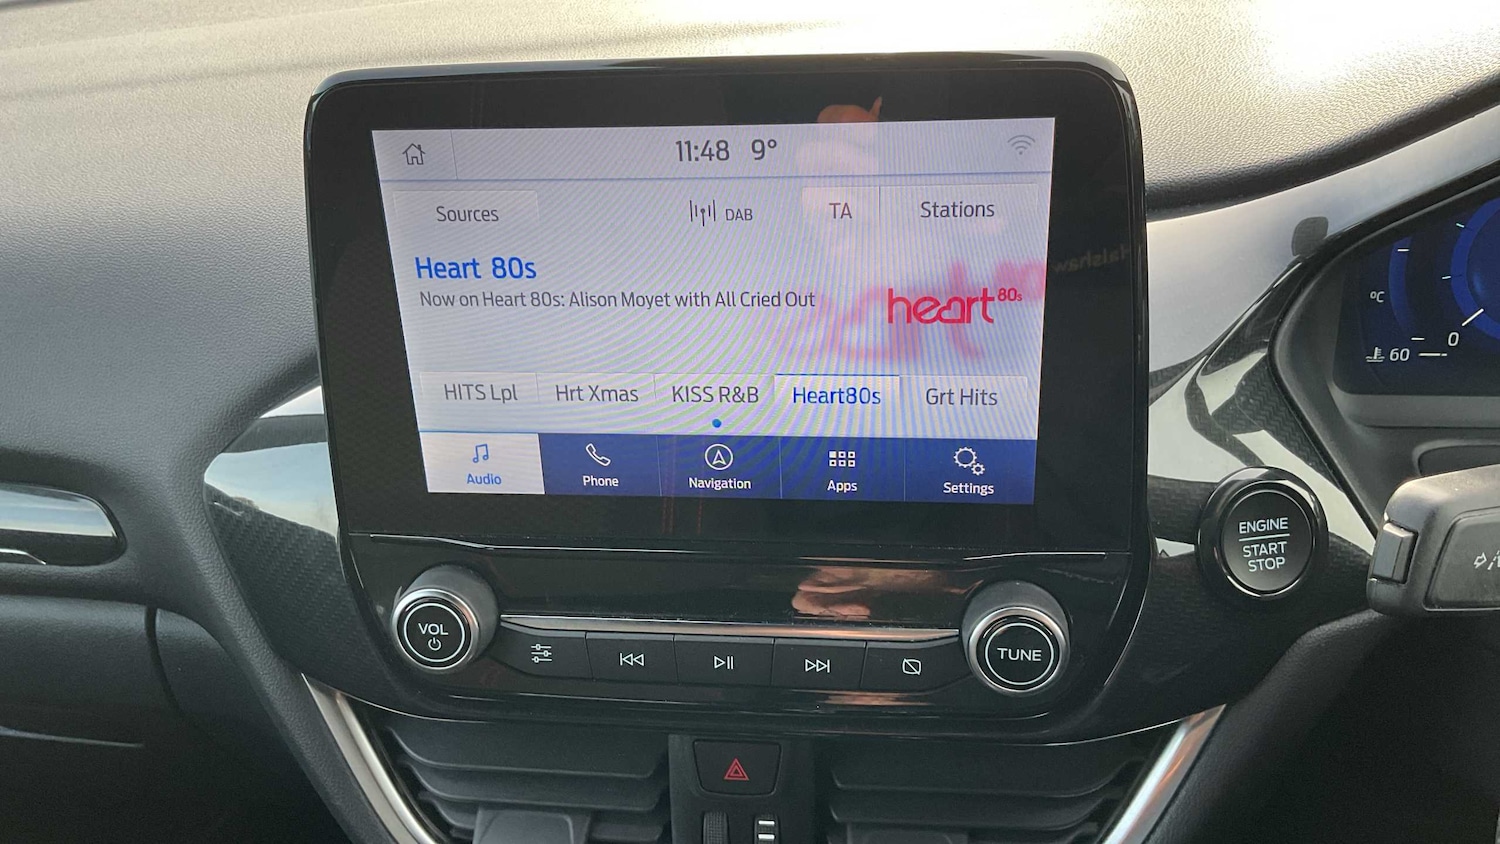 11:48 9°
Sources DAB TA Stations
Heart 80s
Now on Heart 80s: Alison Moyet with All Cried Out
heart 80s
HITS Lpl Hrt Xmas KISS R&B Heart80s Grt Hits
Audio Phone Navigation Apps Settings
°C
60 0
ENGINE
START
STOP
VOL
TUNE